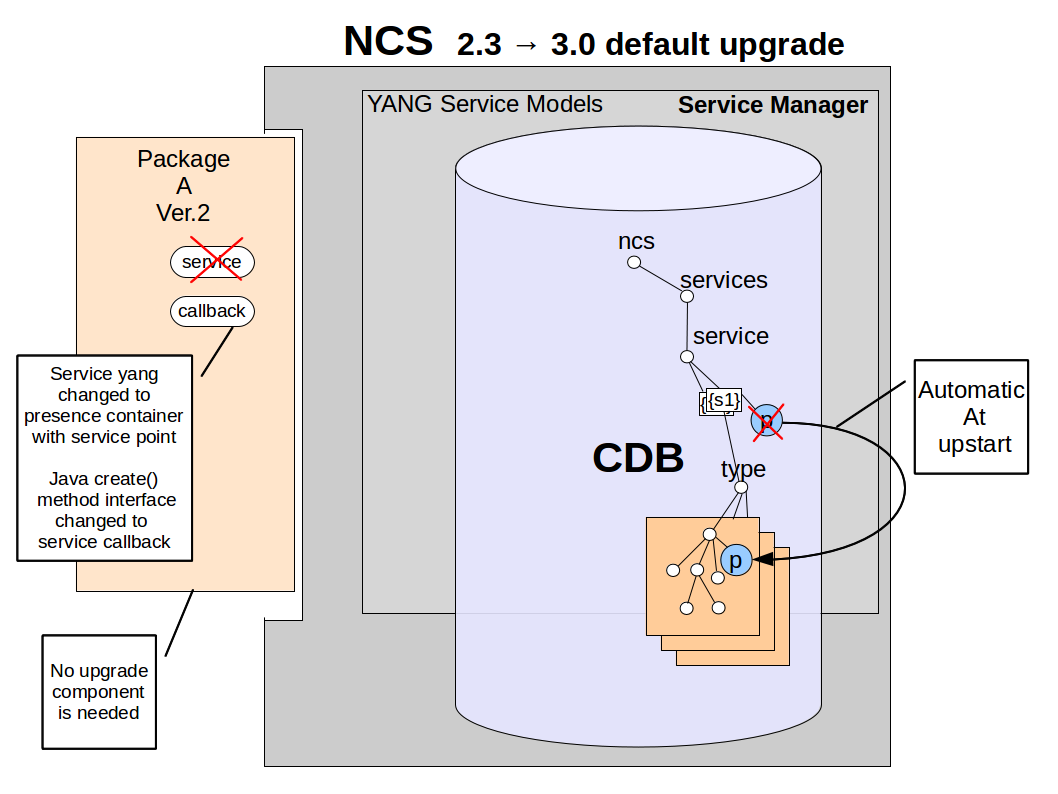 NCS 2.3 → 3.0 default upgrade
YANG Service Models
Service Manager
Package
A
Ver.2
service
callback
Service yang
changed to
presence container
with service point
Java create()
method interface
changed to
service callback
No upgrade
component
is needed
ncs
services
service
{s1}
p
CDB
type
p
Automatic
At
upstart